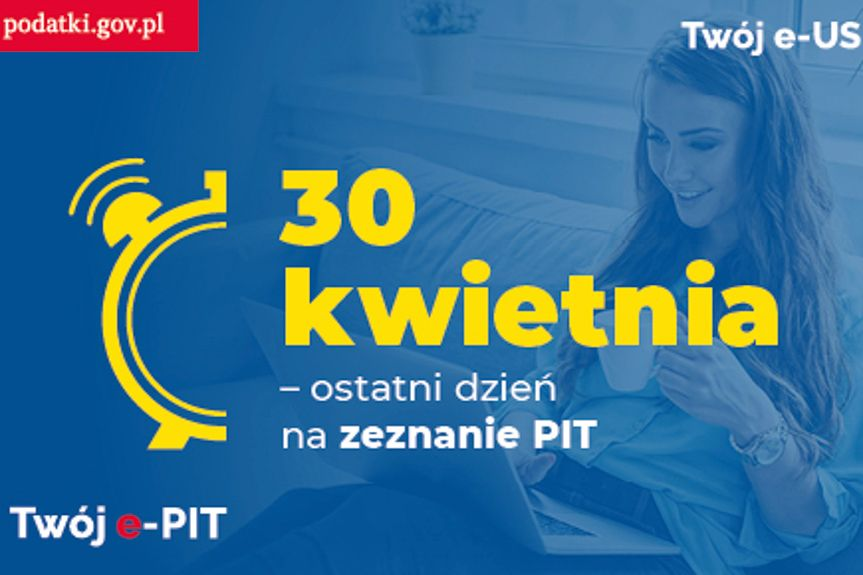 podatki.gov.pl
Twój e-US
30
kwietnia
– ostatni dzień
na zeznanie PIT
Twój e-PIT